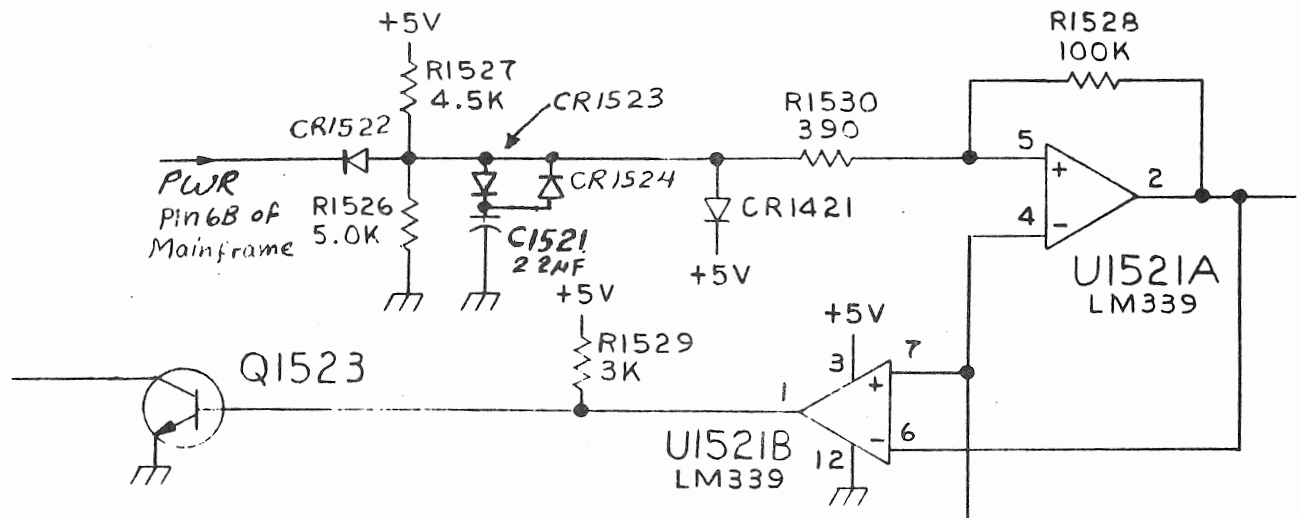 +5V
R1527
4.5K
CR1523
R1528
100K
CR1522
R1530
390
PWR
Pin 6B of
Mainframe
R1526
5.0K
CR1524
C1521
22µF
CR1421
+5V
5
+
4
-
2
U1521A
LM339
+5V
R1529
3K
+5V
3
7
+
1
6
-
12
U1521B
LM339
Q1523